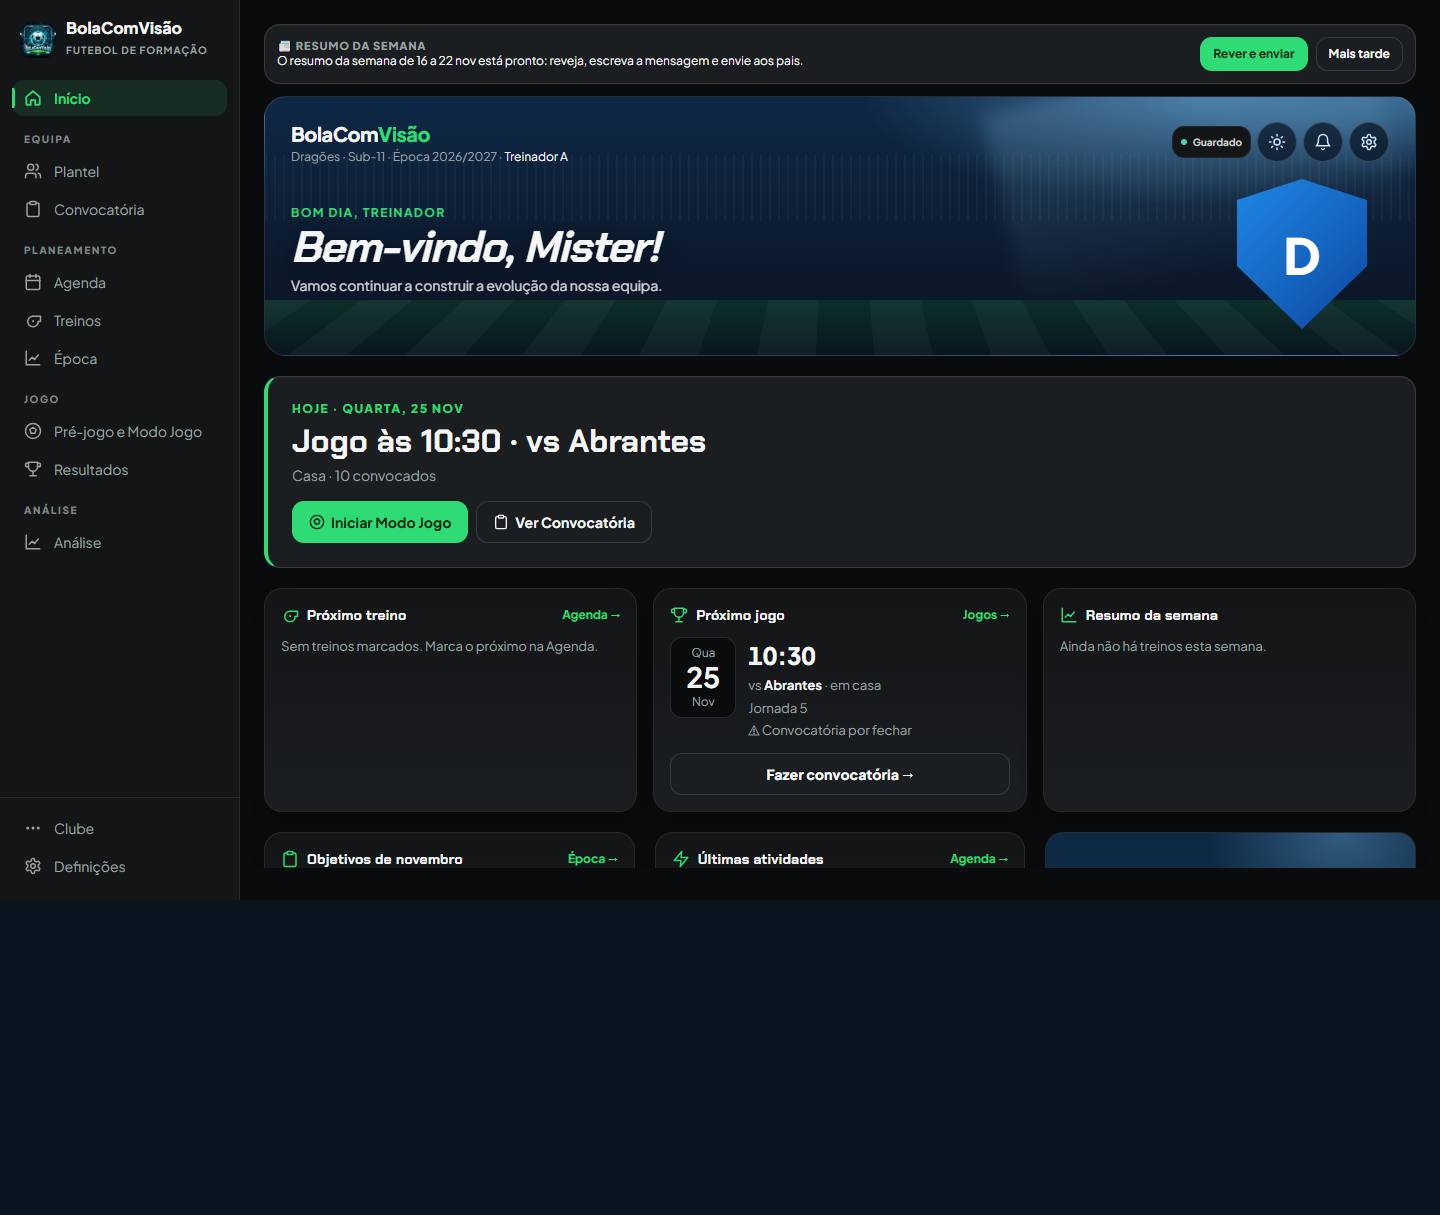 BolaComVisão
FUTEBOL DE FORMAÇÃO
Início
EQUIPA
Plantel
Convocatória
PLANEAMENTO
Agenda
Treinos
Época
JOGO
Pré-jogo e Modo Jogo
Resultados
ANÁLISE
Análise
Clube
Definições
RESUMO DA SEMANA
O resumo da semana de 16 a 22 nov está pronto: reveja, escreva a mensagem e envie aos pais.
Rever e enviar
Mais tarde
BolaComVisão
Dragões · Sub-11 · Época 2026/2027 · Treinador A
Guardado
BOM DIA, TREINADOR
Bem-vindo, Mister!
Vamos continuar a construir a evolução da nossa equipa.
D
HOJE · QUARTA, 25 NOV
Jogo às 10:30 · vs Abrantes
Casa · 10 convocados
Iniciar Modo Jogo
Ver Convocatória
Próximo treino
Agenda →
Sem treinos marcados. Marca o próximo na Agenda.
Próximo jogo
Jogos →
Qua
25
Nov
10:30
vs Abrantes · em casa
Jornada 5
⚠ Convocatória por fechar
Fazer convocatória →
Resumo da semana
Ainda não há treinos esta semana.
Objetivos de novembro
Época →
Últimas atividades
Agenda →